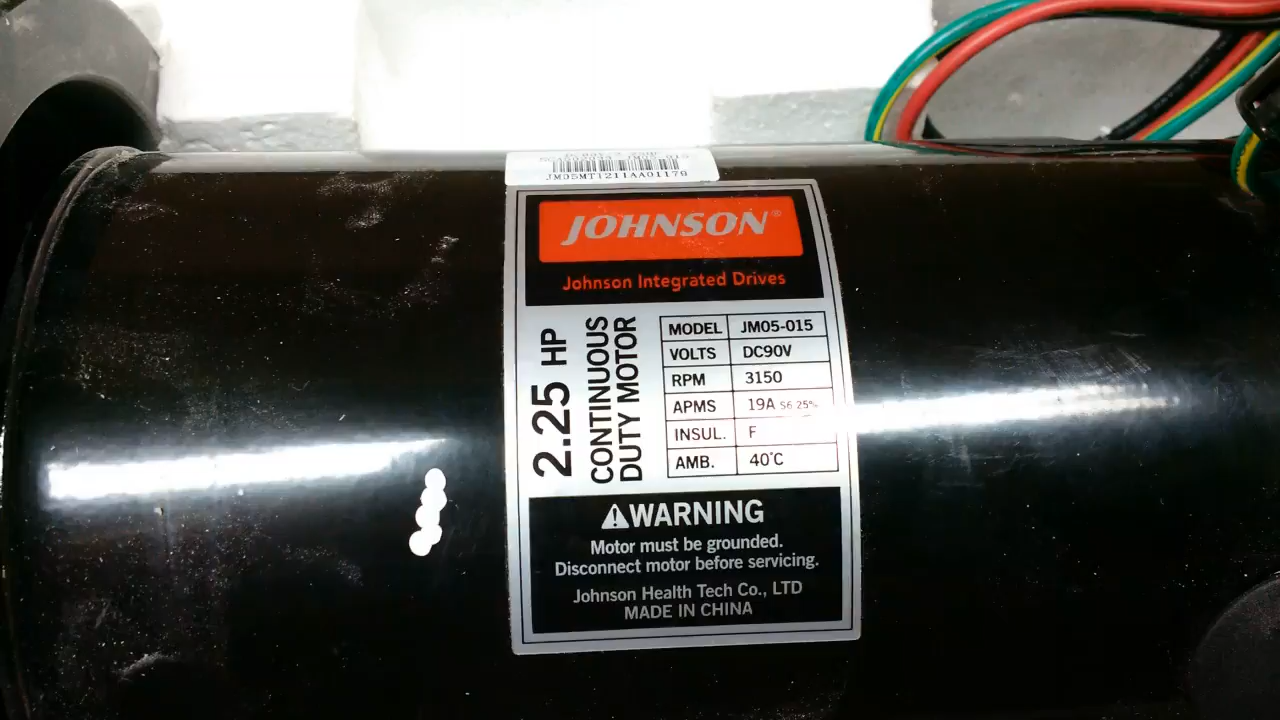 JM05MT1211AA01179
JOHNSON®
Johnson Integrated Drives
2.25 HP
CONTINUOUS
DUTY MOTOR
MODEL JM05-015
VOLTS DC90V
RPM 3150
APMS 19A S6 25%
INSUL. F
AMB. 40°C
⚠WARNING
Motor must be grounded.
Disconnect motor before servicing.
Johnson Health Tech Co., LTD
MADE IN CHINA